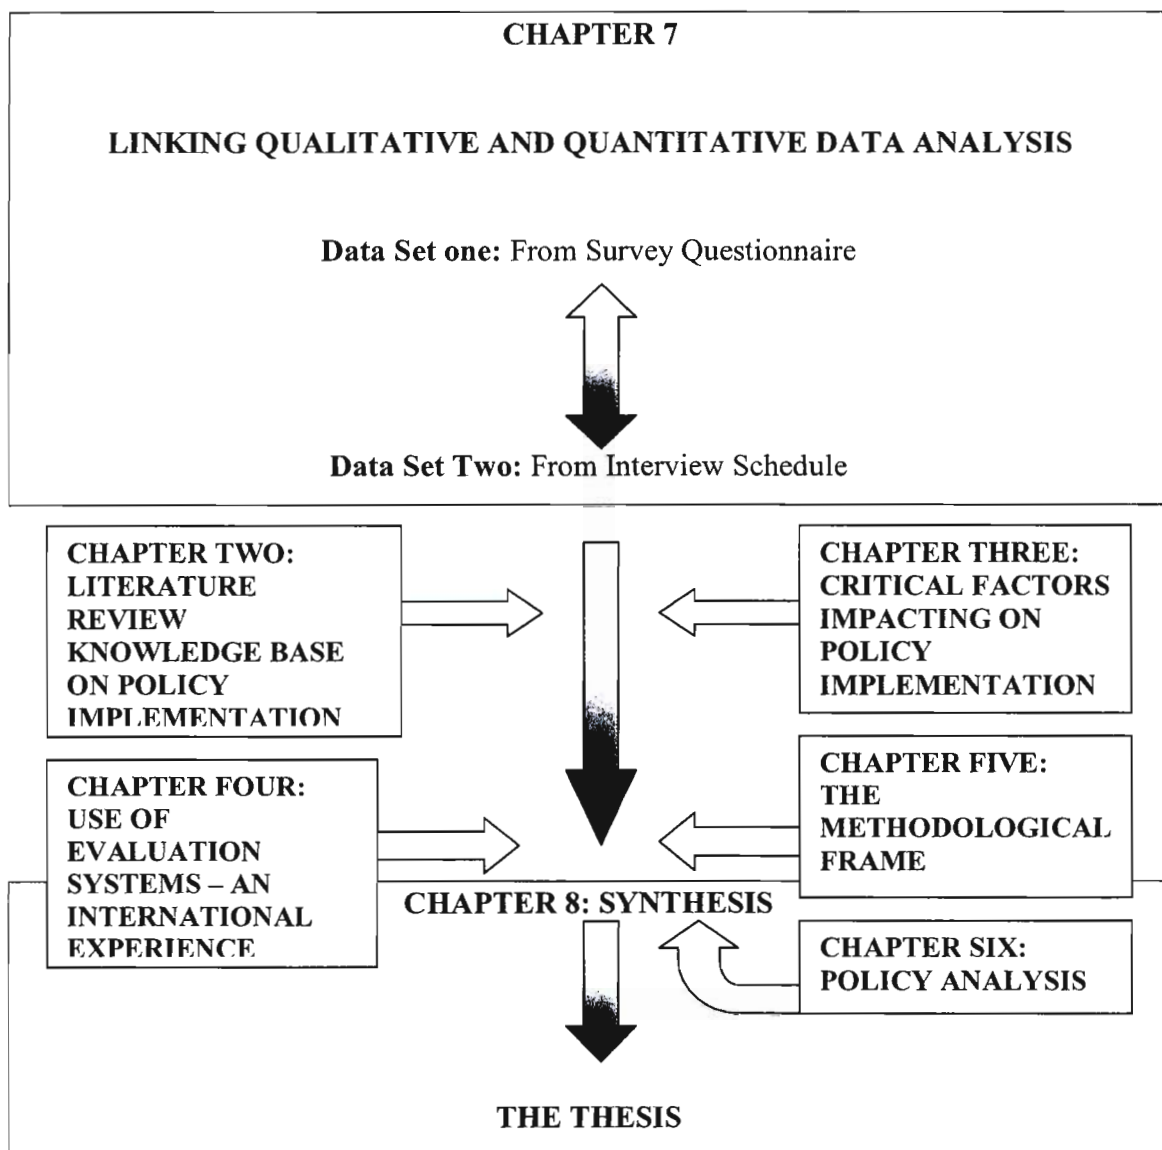 CHAPTER 7
LINKING QUALITATIVE AND QUANTITATIVE DATA ANALYSIS
Data Set one: From Survey Questionnaire
Data Set Two: From Interview Schedule
CHAPTER TWO:
LITERATURE
REVIEW
KNOWLEDGE BASE
ON POLICY
IMPLEMENTATION
CHAPTER THREE:
CRITICAL FACTORS
IMPACTING ON
POLICY
IMPLEMENTATION
CHAPTER FOUR:
USE OF
EVALUATION
SYSTEMS – AN
INTERNATIONAL
EXPERIENCE
CHAPTER FIVE:
THE
METHODOLOGICAL
FRAME
CHAPTER 8: SYNTHESIS
CHAPTER SIX:
POLICY ANALYSIS
THE THESIS